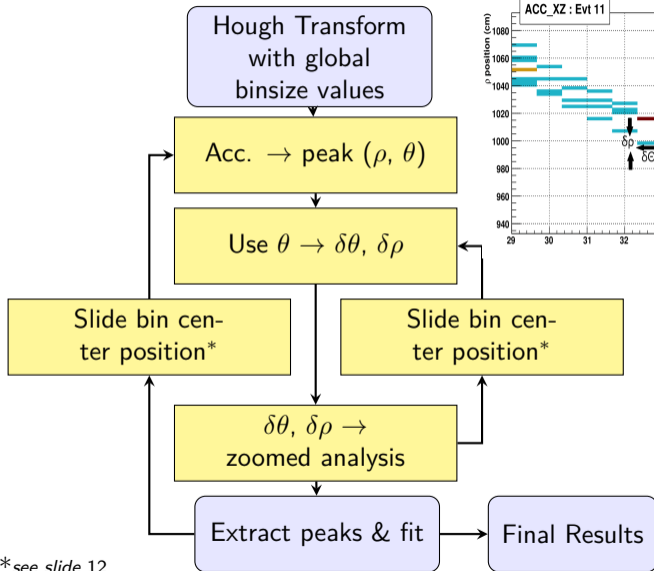 Hough Transform
with global
binsize values
Acc. → peak (ρ, θ)
Use θ → δθ, δρ
Slide bin cen-
ter position*
Slide bin cen-
ter position*
δθ, δρ →
zoomed analysis
Extract peaks & fit
Final Results
*see slide 12
ACC_XZ : Evt 11
ρ position (cm)
1080
1060
1040
1020
1000
980
960
940
29 30 31 32
δρ
δΘ